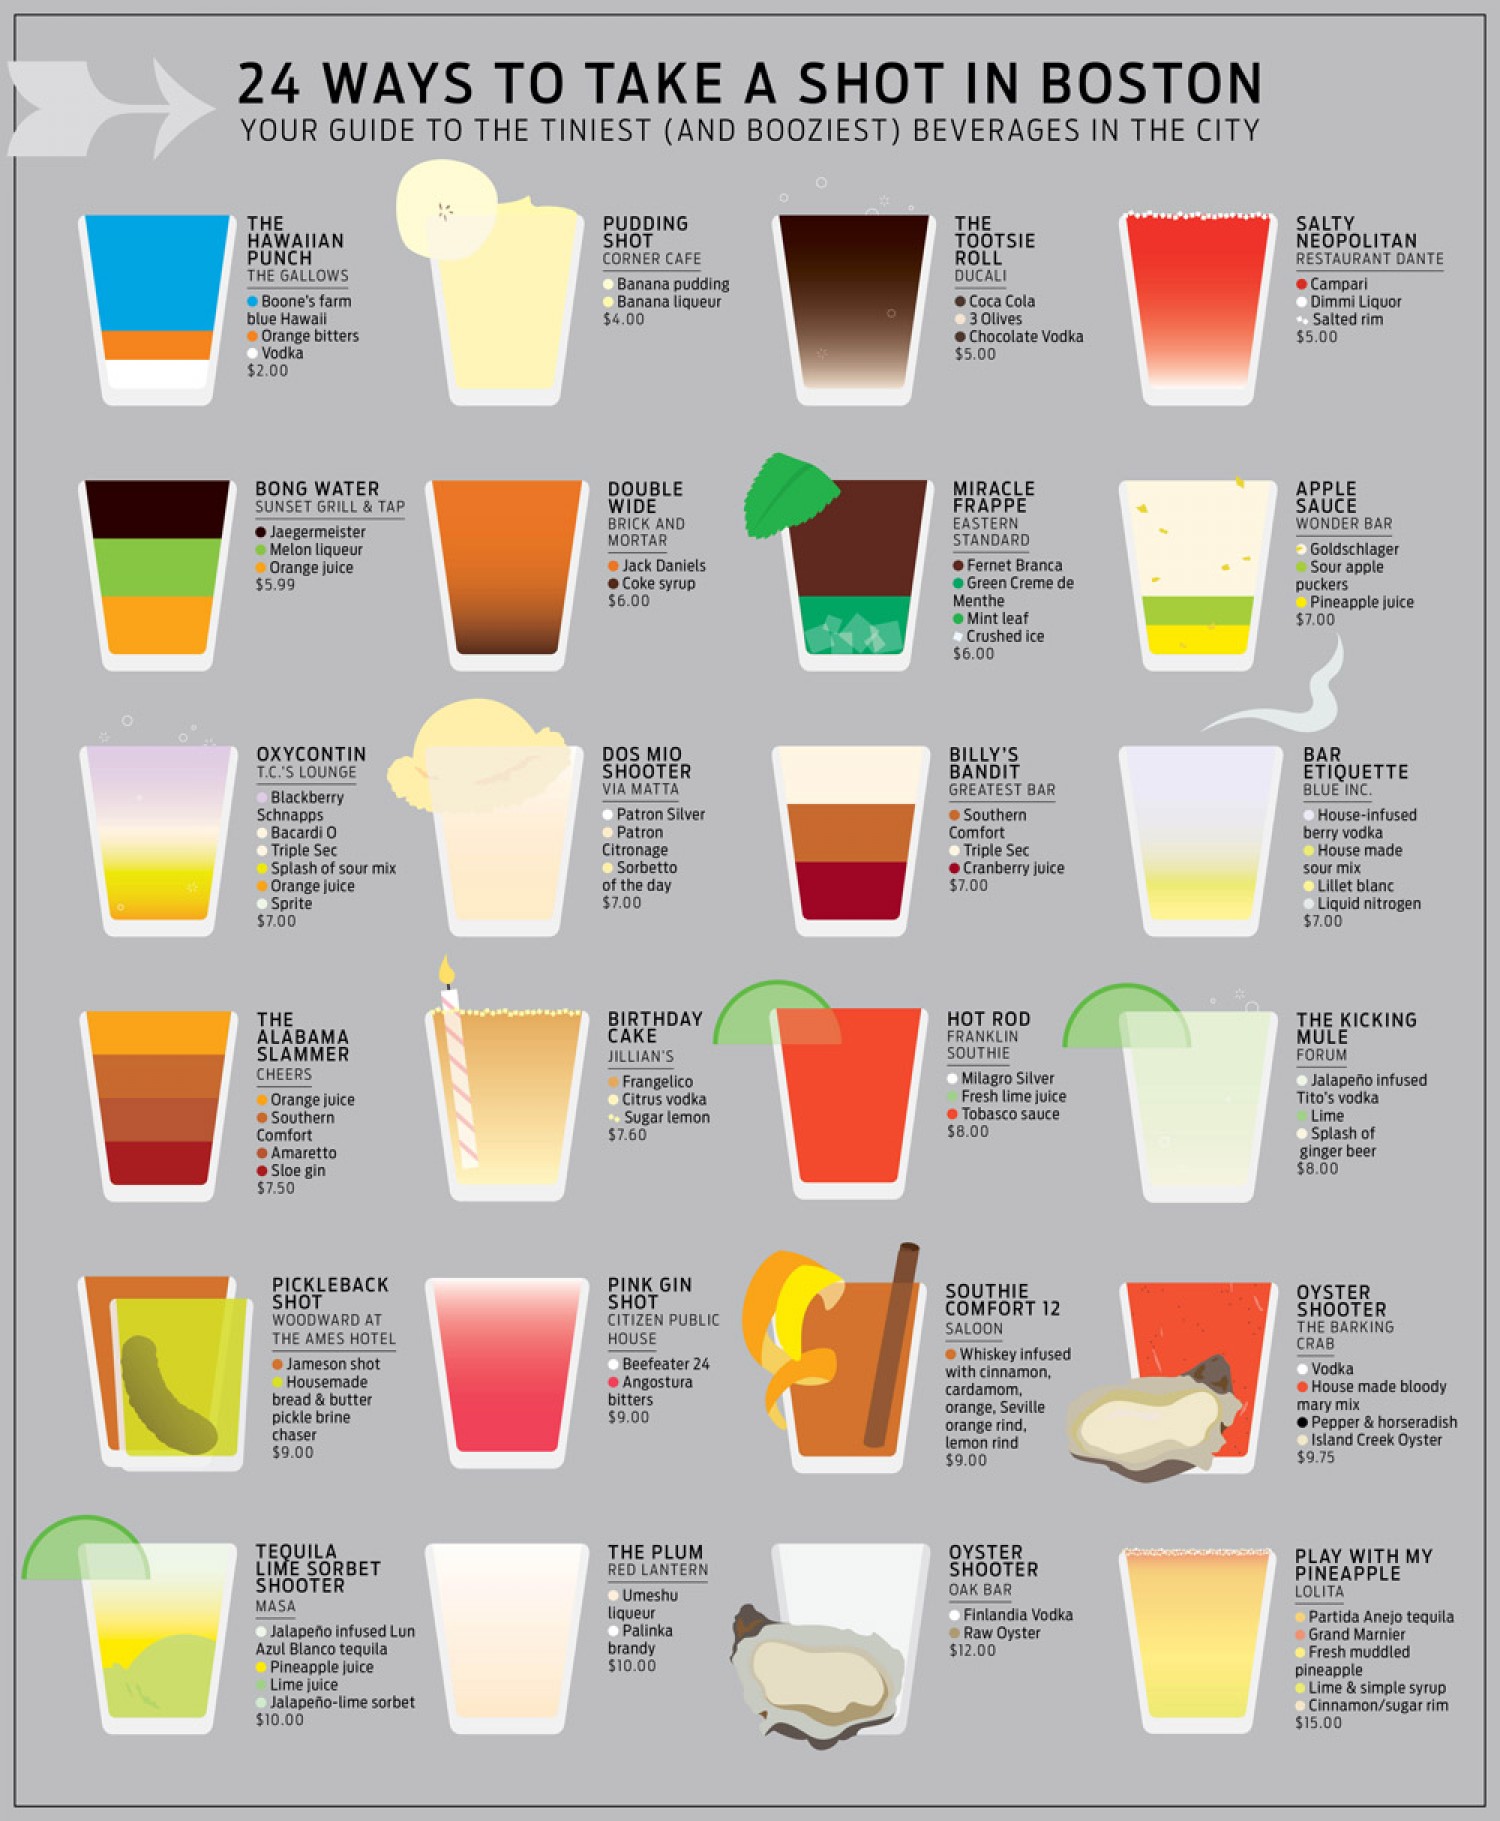 24 WAYS TO TAKE A SHOT IN BOSTON
YOUR GUIDE TO THE TINIEST (AND BOOZIEST) BEVERAGES IN THE CITY
THE
HAWAIIAN
PUNCH
THE GALLOWS
Boone's farm
blue Hawaii
Orange bitters
Vodka
$2.00
PUDDING
SHOT
CORNER CAFE
Banana pudding
Banana liqueur
$4.00
THE
TOOTSIE
ROLL
DUCALI
Coca Cola
3 Olives
Chocolate Vodka
$5.00
SALTY
NEOPOLITAN
RESTAURANT DANTE
Campari
Dimmi Liquor
Salted rim
$5.00
BONG WATER
SUNSET GRILL & TAP
Jaegermeister
Melon liqueur
Orange juice
$5.99
DOUBLE
WIDE
BRICK AND
MORTAR
Jack Daniels
Coke syrup
$6.00
MIRACLE
FRAPPE
EASTERN
STANDARD
Fernet Branca
Green Creme de
Menthe
Mint leaf
Crushed ice
$6.00
APPLE
SAUCE
WONDER BAR
Goldschlager
Sour apple
puckers
Pineapple juice
$7.00
OXYCONTIN
T.C.'S LOUNGE
Blackberry
Schnapps
Bacardi O
Triple Sec
Splash of sour mix
Orange juice
Sprite
$7.00
DOS MIO
SHOOTER
VIA MATTA
Patron Silver
Patron
Citronage
Sorbetto
of the day
$7.00
BILLY'S
BANDIT
GREATEST BAR
Southern
Comfort
Triple Sec
Cranberry juice
$7.00
BAR
ETIQUETTE
BLUE INC.
House-infused
berry vodka
House made
sour mix
Lillet blanc
Liquid nitrogen
$7.00
THE
ALABAMA
SLAMMER
CHEERS
Orange juice
Southern
Comfort
Amaretto
Sloe gin
$7.50
BIRTHDAY
CAKE
JILLIAN'S
Frangelico
Citrus vodka
Sugar lemon
$7.60
HOT ROD
FRANKLIN
SOUTHIE
Milagro Silver
Fresh lime juice
Tobasco sauce
$8.00
THE KICKING
MULE
FORUM
Jalapeño infused
Tito's vodka
Lime
Splash of
ginger beer
$8.00
PICKLEBACK
SHOT
WOODWARD AT
THE AMES HOTEL
Jameson shot
Housemade
bread & butter
pickle brine
chaser
$9.00
PINK GIN
SHOT
CITIZEN PUBLIC
HOUSE
Beefeater 24
Angostura
bitters
$9.00
SOUTHIE
COMFORT 12
SALOON
Whiskey infused
with cinnamon,
cardamom,
orange, Seville
orange rind,
lemon rind
$9.00
OYSTER
SHOOTER
THE BARKING
CRAB
Vodka
House made bloody
mary mix
Pepper & horseradish
Island Creek Oyster
$9.75
TEQUILA
LIME SORBET
SHOOTER
MASA
Jalapeño infused Lun
Azul Blanco tequila
Pineapple juice
Lime juice
Jalapeño-lime sorbet
$10.00
THE PLUM
RED LANTERN
Umeshu
liqueur
Palinka
brandy
$10.00
OYSTER
SHOOTER
OAK BAR
Finlandia Vodka
Raw Oyster
$12.00
PLAY WITH MY
PINEAPPLE
LOLITA
Partida Anejo tequila
Grand Marnier
Fresh muddled
pineapple
Lime & simple syrup
Cinnamon/sugar rim
$15.00